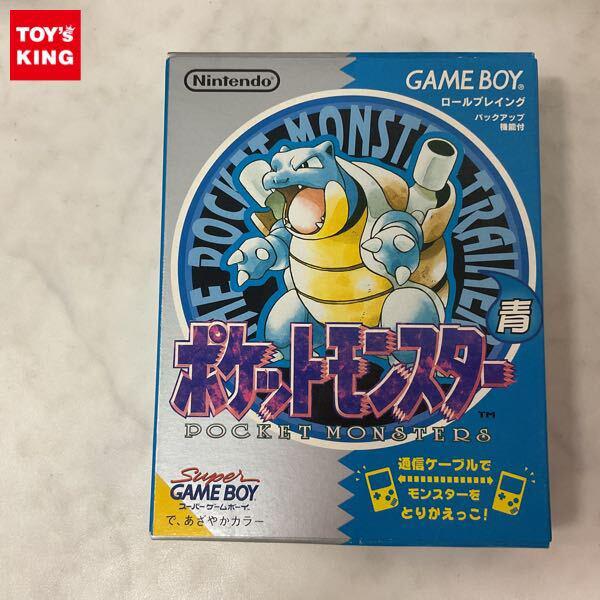 TOY's
KING
Nintendo
GAME BOY
ロールプレイング
バックアップ
機能付
THE POCKET MONSTER TRAINER
青
ポケットモンスター
TM
POCKET MONSTERS
Super
GAME BOY
スーパーゲームボーイ
で、あざやかカラー
通信ケーブルで
モンスターを
とりかえっこ!